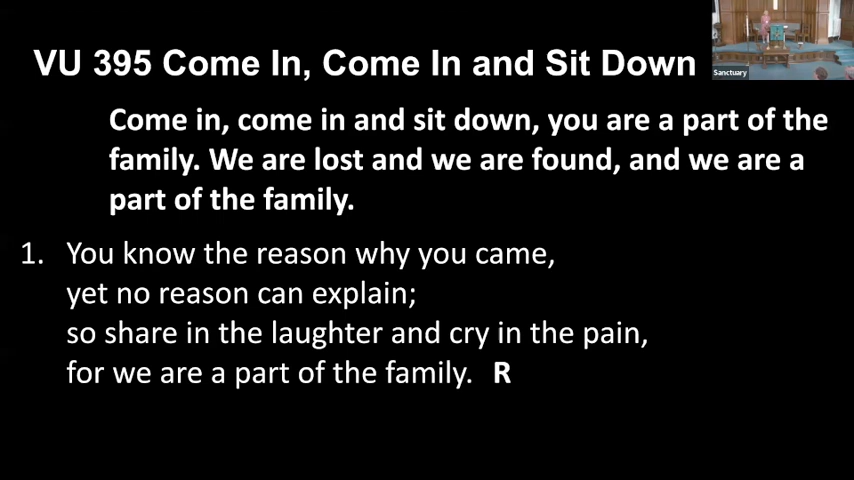 VU 395 Come In, Come In and Sit Down
Sanctuary
Come in, come in and sit down, you are a part of the
family. We are lost and we are found, and we are a
part of the family.
1. You know the reason why you came,
yet no reason can explain;
so share in the laughter and cry in the pain,
for we are a part of the family. R